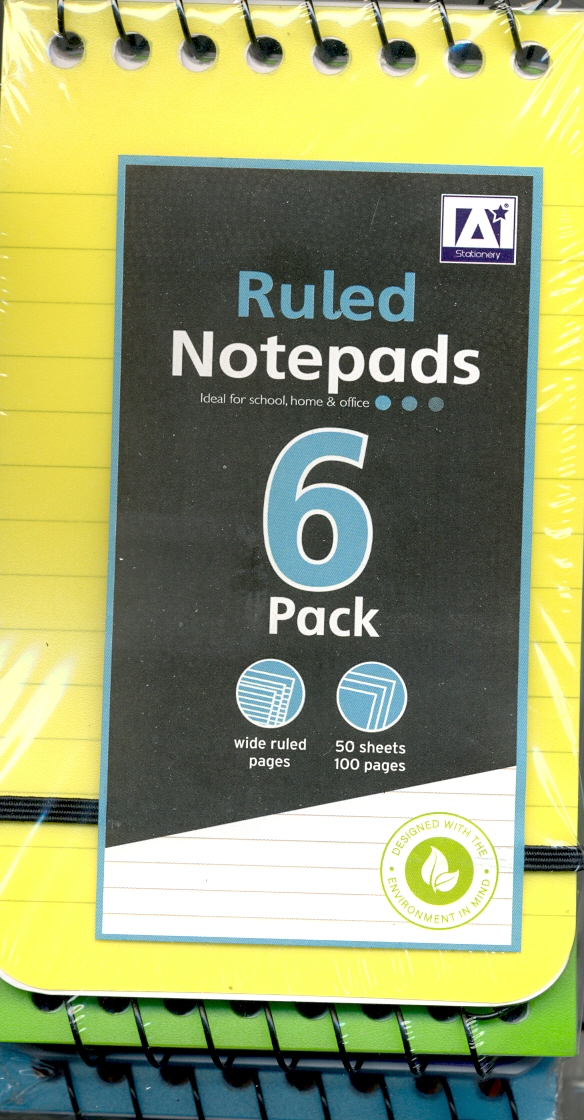 Ai®
Stationery
Ruled
Notepads
Ideal for school, home & office
6
Pack
wide ruled
pages
50 sheets
100 pages
DESIGNED WITH THE
ENVIRONMENT IN MIND